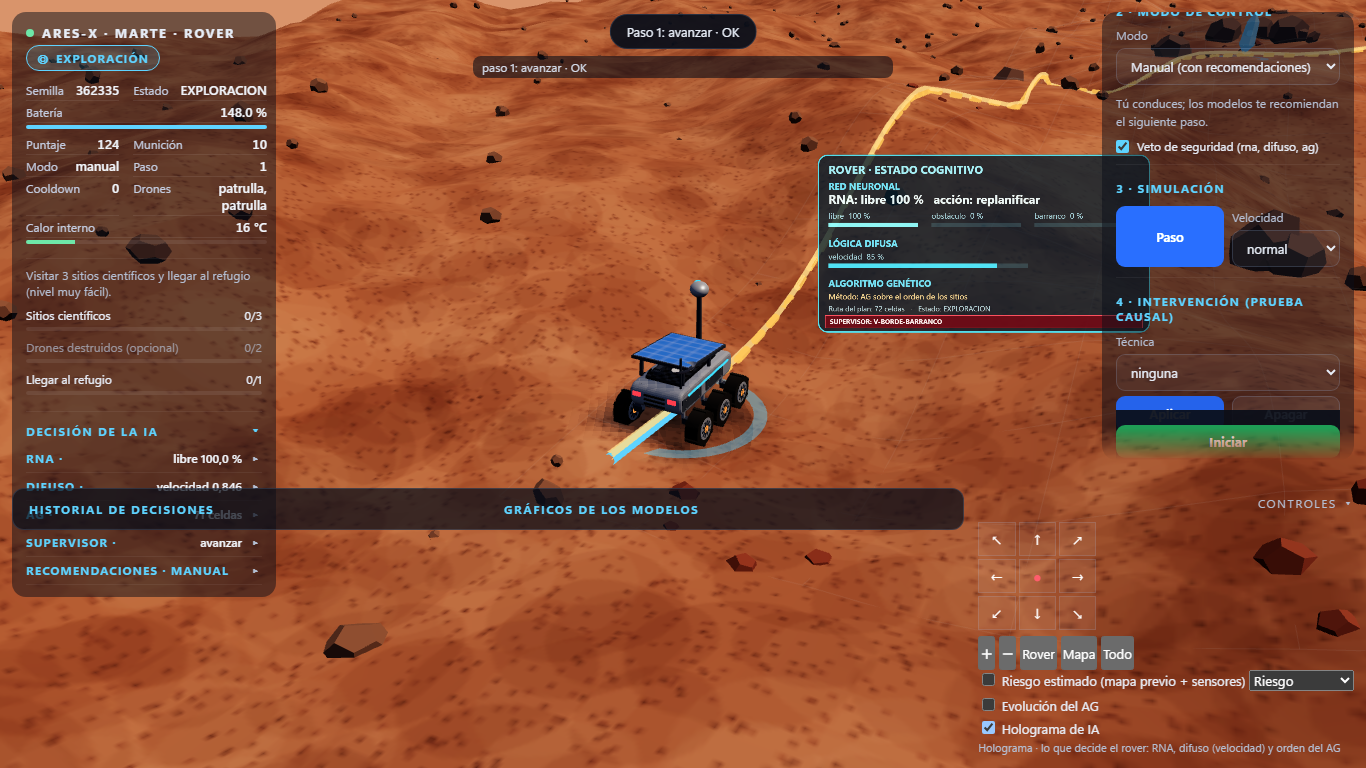 ARES-X · MARTE · ROVER
EXPLORACIÓN
Semilla 362335 Estado EXPLORACION
Batería 148.0 %
Puntaje 124 Munición 10
Modo manual Paso 1
Cooldown 0 Drones patrulla,
patrulla
Calor interno 16 °C
Visitar 3 sitios científicos y llegar al refugio
(nivel muy fácil).
Sitios científicos 0/3
Drones destruidos (opcional) 0/2
Llegar al refugio 0/1
DECISIÓN DE LA IA
RNA · libre 100,0 %
DIFUSO · velocidad 0,846
HISTORIAL DE DECISIONES
GRÁFICOS DE LOS MODELOS
AG · 71 celdas
SUPERVISOR · avanzar
RECOMENDACIONES · MANUAL
Paso 1: avanzar · OK
paso 1: avanzar · OK
ROVER · ESTADO COGNITIVO
RED NEURONAL
RNA: libre 100 % acción: replanificar
libre 100 % obstáculo 0 % barranco 0 %
LÓGICA DIFUSA
velocidad 85 %
ALGORITMO GENÉTICO
Método: AG sobre el orden de los sitios
Ruta del plan: 72 celdas · Estado: EXPLORACION
SUPERVISOR: V-BORDE-BARRANCO
2 · MODO DE CONTROL
Modo
Manual (con recomendaciones)
Tú conduces; los modelos te recomiendan
el siguiente paso.
Veto de seguridad (rna, difuso, ag)
3 · SIMULACIÓN
Paso
Velocidad
normal
4 · INTERVENCIÓN (PRUEBA
CAUSAL)
Técnica
ninguna
Aplicar Apagar
Iniciar
CONTROLES
↖ ↑ ↗
← ● →
↙ ↓ ↘
+ − Rover Mapa Todo
Riesgo estimado (mapa previo + sensores) Riesgo
Evolución del AG
Holograma de IA
Holograma · lo que decide el rover: RNA, difuso (velocidad) y orden del AG